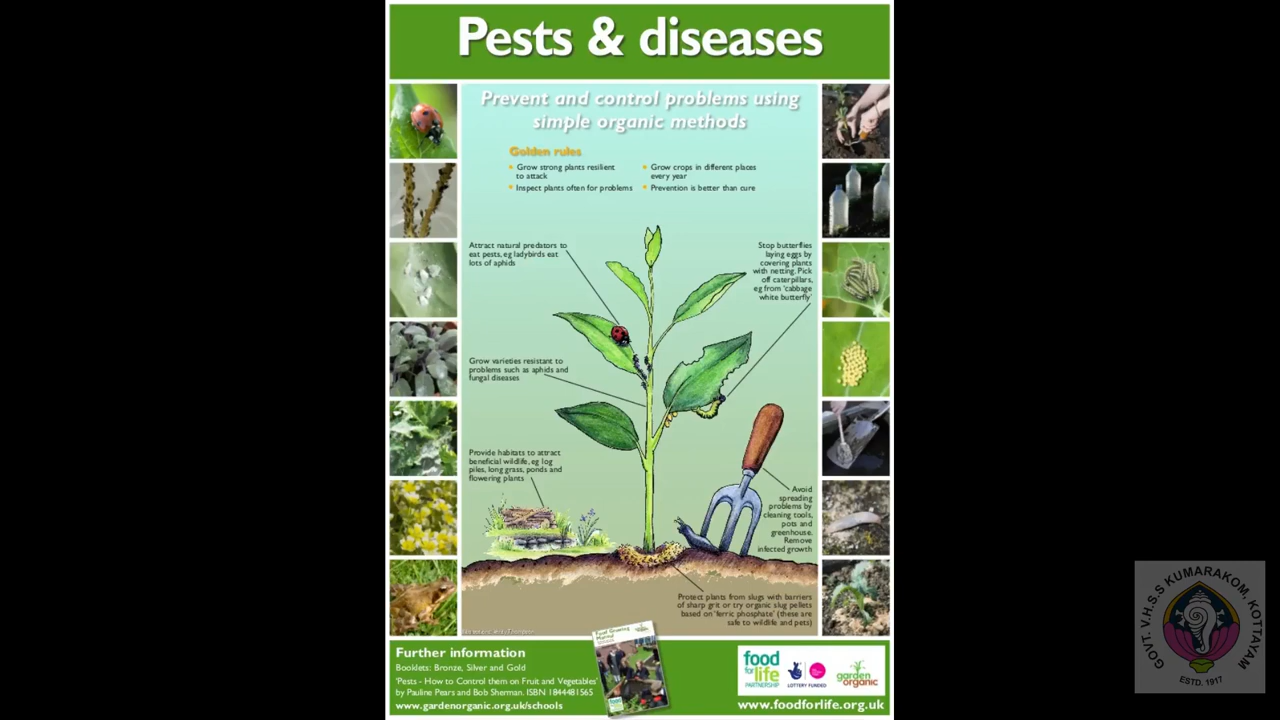 Pests & diseases
Prevent and control problems using
simple organic methods
Golden rules
• Grow strong plants resilient
to attack
• Inspect plants often for problems
• Grow crops in different places
every year
• Prevention is better than cure
Attract natural predators to
eat pests, eg ladybirds eat
lots of aphids
Stop butterflies
laying eggs by
covering plants
with netting. Pick
off caterpillars,
eg from 'cabbage
white butterfly'
Grow varieties resistant to
problems such as aphids and
fungal diseases
Provide habitats to attract
beneficial wildlife, eg log
piles, long grass, ponds and
flowering plants
Avoid
spreading
problems by
cleaning tools,
pots and
greenhouse.
Remove
infected growth
Protect plants from slugs with barriers
of sharp grit or try organic slug pellets
based on 'ferric phosphate' (these are
safe to wildlife and pets)
Further information
Booklets: Bronze, Silver and Gold
'Pests - How to Control them on Fruit and Vegetables'
by Pauline Pears and Bob Sherman. ISBN 1844481565
www.gardenorganic.org.uk/schools
Food Growing
Manual
food
for life
food
for
life
PARTNERSHIP
LOTTERY FUNDED
garden
organic
www.foodforlife.org.uk
GOVT. V.H.S.S KUMARAKOM, KOTTAYAM
ESTD. 1917